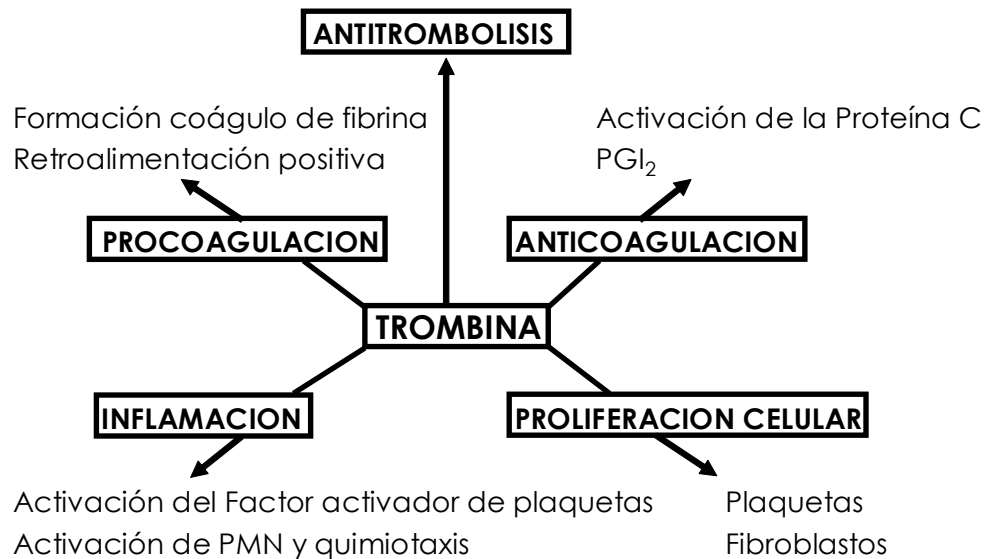 ANTITROMBOLISIS
Formación coágulo de fibrina
Retroalimentación positiva
Activación de la Proteína C
PGI₂
PROCOAGULACION
ANTICOAGULACION
TROMBINA
INFLAMACION
PROLIFERACION CELULAR
Activación del Factor activador de plaquetas
Activación de PMN y quimiotaxis
Plaquetas
Fibroblastos